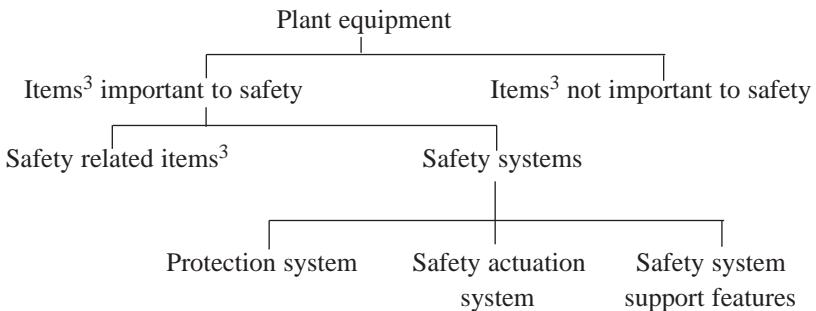 Plant equipment
Items³ important to safety
Items³ not important to safety
Safety related items³
Safety systems
Protection system
Safety actuation
system
Safety system
support features